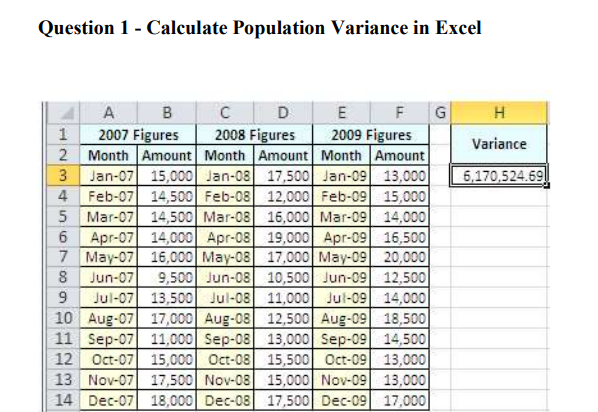 Question 1 - Calculate Population Variance in Excel
A B C D E F G H
1 2007 Figures 2008 Figures 2009 Figures Variance
2 Month Amount Month Amount Month Amount
3 Jan-07 15,000 Jan-08 17,500 Jan-09 13,000 6,170,524.69
4 Feb-07 14,500 Feb-08 12,000 Feb-09 15,000
5 Mar-07 14,500 Mar-08 16,000 Mar-09 14,000
6 Apr-07 14,000 Apr-08 19,000 Apr-09 16,500
7 May-07 16,000 May-08 17,000 May-09 20,000
8 Jun-07 9,500 Jun-08 10,500 Jun-09 12,500
9 Jul-07 13,500 Jul-08 11,000 Jul-09 14,000
10 Aug-07 17,000 Aug-08 12,500 Aug-09 18,500
11 Sep-07 11,000 Sep-08 13,000 Sep-09 14,500
12 Oct-07 15,000 Oct-08 15,500 Oct-09 13,000
13 Nov-07 17,500 Nov-08 15,000 Nov-09 13,000
14 Dec-07 18,000 Dec-08 17,500 Dec-09 17,000